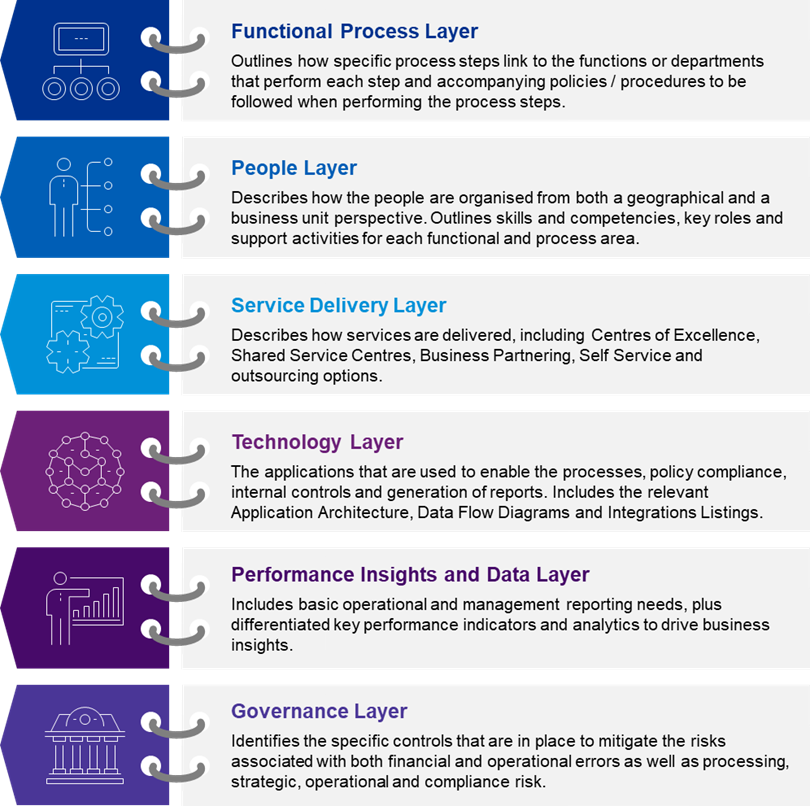 Functional Process Layer
Outlines how specific process steps link to the functions or departments
that perform each step and accompanying policies / procedures to be
followed when performing the process steps.
People Layer
Describes how the people are organised from both a geographical and a
business unit perspective. Outlines skills and competencies, key roles and
support activities for each functional and process area.
Service Delivery Layer
Describes how services are delivered, including Centres of Excellence,
Shared Service Centres, Business Partnering, Self Service and
outsourcing options.
Technology Layer
The applications that are used to enable the processes, policy compliance,
internal controls and generation of reports. Includes the relevant
Application Architecture, Data Flow Diagrams and Integrations Listings.
Performance Insights and Data Layer
Includes basic operational and management reporting needs, plus
differentiated key performance indicators and analytics to drive business
insights.
Governance Layer
Identifies the specific controls that are in place to mitigate the risks
associated with both financial and operational errors as well as processing,
strategic, operational and compliance risk.